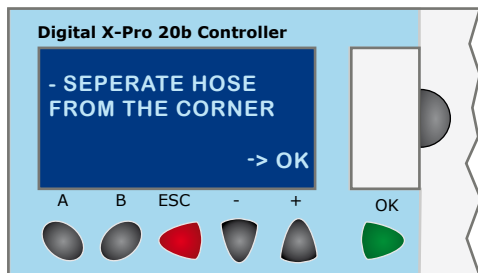 Digital X-Pro 20b Controller
- SEPERATE HOSE
FROM THE CORNER
-> OK
A B ESC - + OK